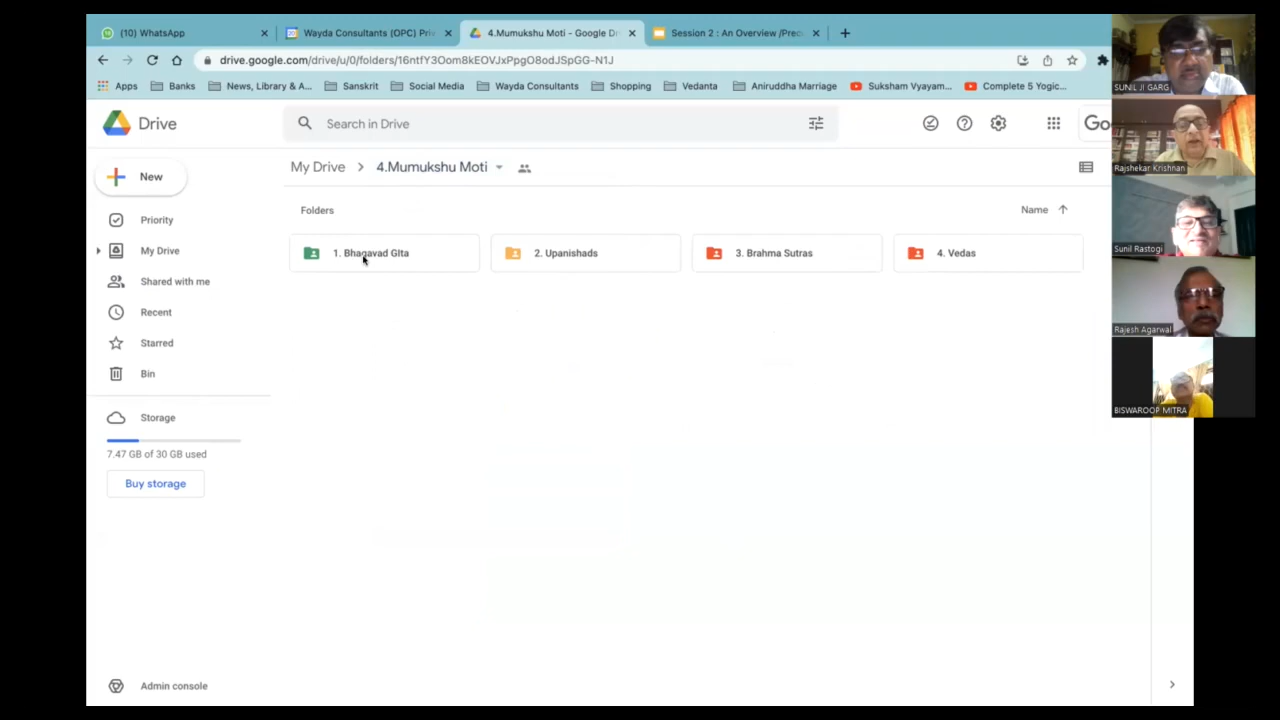 (10) WhatsApp
Wayda Consultants (OPC) Priv
4.Mumukshu Moti - Google Dr
Session 2 : An Overview /Prec
drive.google.com/drive/u/0/folders/16ntfY3Oom8kEOVJxPpgO8odJSpGG-N1J
Apps Banks News, Library & A... Sanskrit Social Media Wayda Consultants Shopping Vedanta Aniruddha Marriage Suksham Vyayam... Complete 5 Yogic...
Drive
Search in Drive
Go
New
My Drive > 4.Mumukshu Moti
Priority
My Drive
Shared with me
Recent
Starred
Bin
Storage
7.47 GB of 30 GB used
Buy storage
Admin console
Folders
Name
1. Bhagavad GIta
2. Upanishads
3. Brahma Sutras
4. Vedas
SUNIL JI GARG
Rajshekar Krishnan
Sunil Rastogi
Rajesh Agarwal
BISWAROOP MITRA